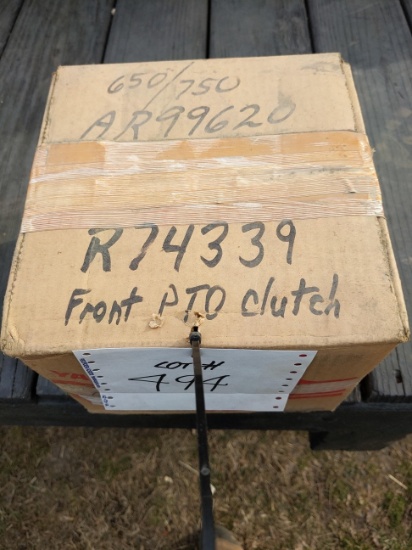 650/750
AR99620
R74339
Front PTO Clutch
LOT#
494